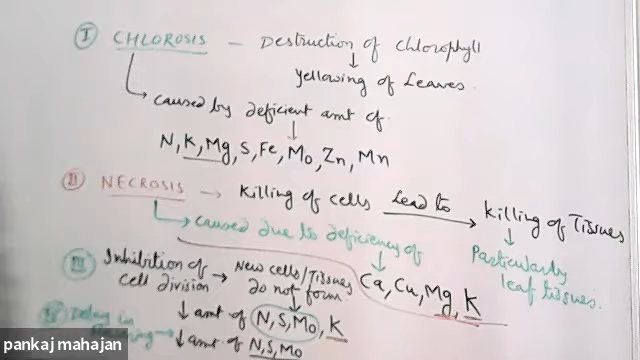 I CHLOROSIS - Destruction of chlorophyll
↓
Yellowing of Leaves.
→ caused by deficient amt of
↓
N, K, Mg, S, Fe, Mo, Zn, Mn
II NECROSIS → Killing of cells Lead to → Killing of Tissues
→ caused due to deficiency of
↓
Ca, Cu, Mg, K
↓
Particularly
leaf tissues.
III Inhibition of cell division → New cells/Tissues do not form.
↓ amt of N, S, Mo, K
IV Delay in → ↓ amt of N, S, Mo
pankaj mahajan